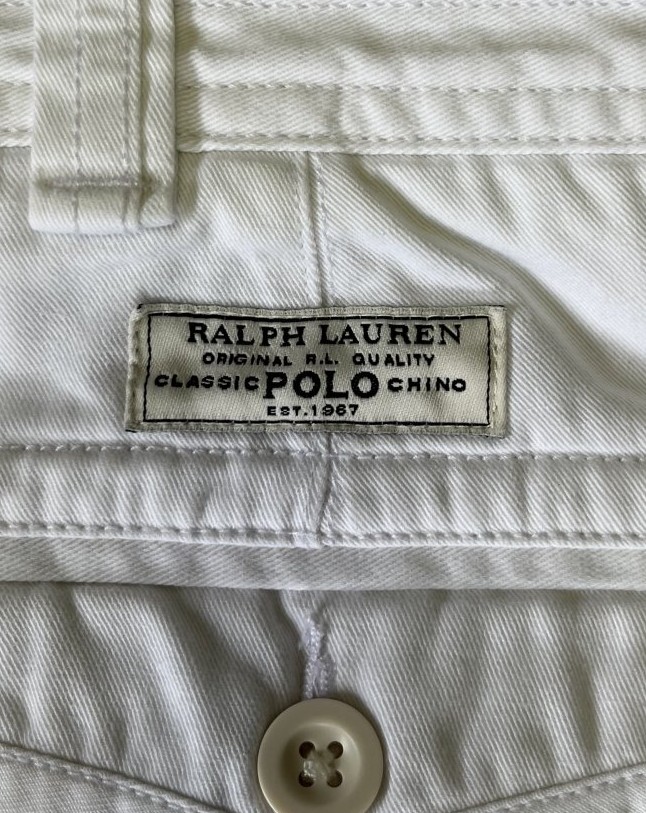 RALPH LAUREN
ORIGINAL R.L. QUALITY
CLASSIC POLO CHINO
EST. 1967